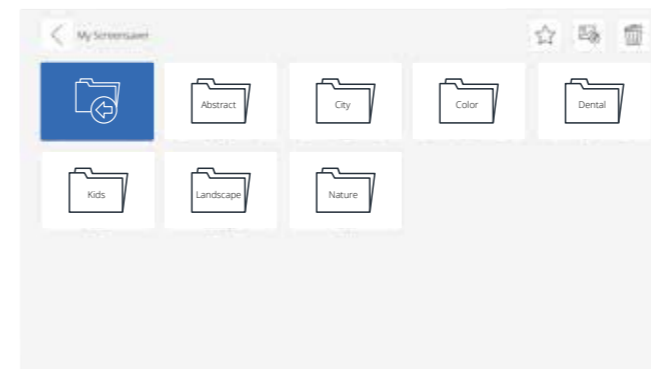 My Screensaver
Abstract
City
Color
Dental
Kids
Landscape
Nature